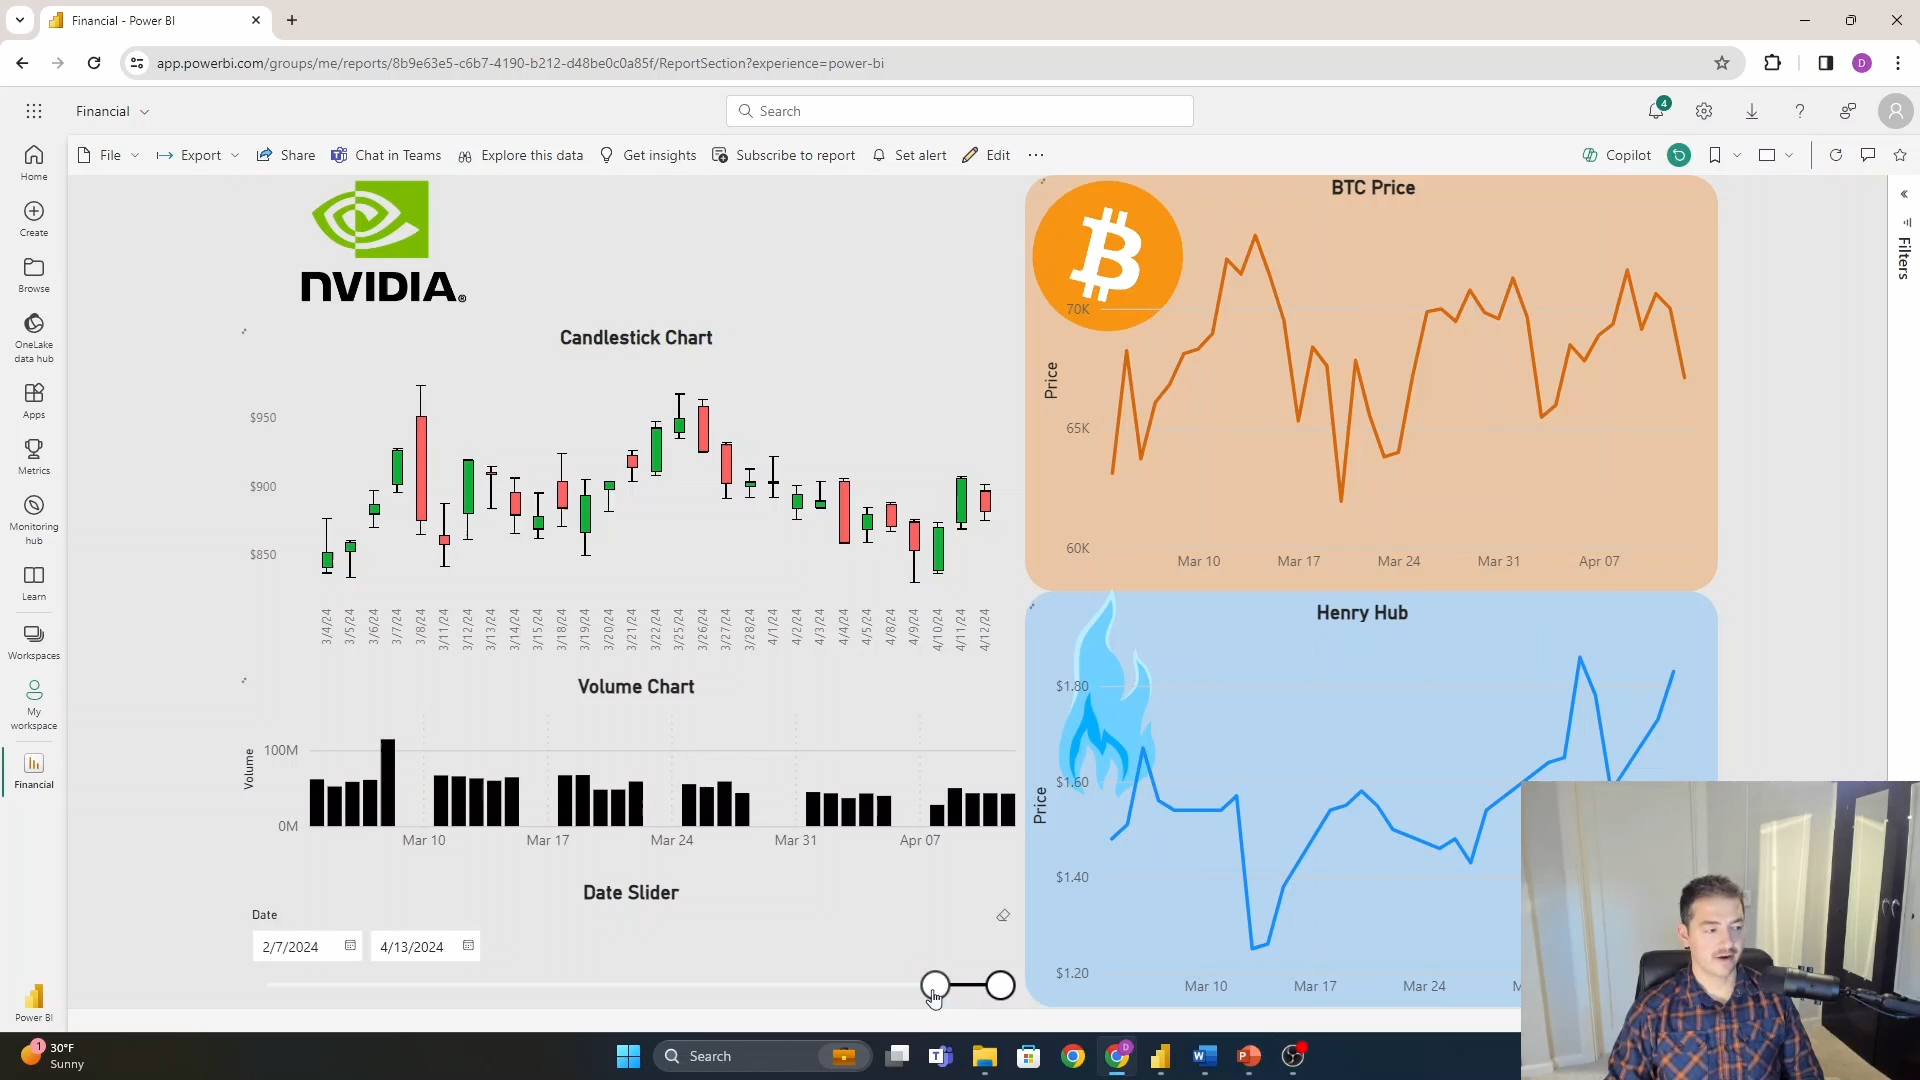 Financial - Power BI
app.powerbi.com/groups/me/reports/8b9e63e5-c6b7-4190-b212-d48be0c0a85f/ReportSection?experience=power-bi
D
Financial
Search
4
File
Export
Share
Chat in Teams
Explore this data
Get insights
Subscribe to report
Set alert
Edit
Copilot
Home
Create
Browse
OneLake
data hub
Apps
Metrics
Monitoring
hub
Learn
Workspaces
My
workspace
Financial
Power BI
Filters
NVIDIA®
Candlestick Chart
$950
$900
$850
3/4/24
3/5/24
3/6/24
3/7/24
3/8/24
3/11/24
3/12/24
3/13/24
3/14/24
3/15/24
3/18/24
3/19/24
3/20/24
3/21/24
3/22/24
3/25/24
3/26/24
3/27/24
3/28/24
4/1/24
4/2/24
4/3/24
4/4/24
4/5/24
4/8/24
4/9/24
4/10/24
4/11/24
4/12/24
Volume Chart
Volume
100M
0M
Mar 10
Mar 17
Mar 24
Mar 31
Apr 07
Date Slider
Date
2/7/2024
4/13/2024
BTC Price
Price
70K
65K
60K
Mar 10
Mar 17
Mar 24
Mar 31
Apr 07
Henry Hub
Price
$1.80
$1.60
$1.40
$1.20
Mar 10
Mar 17
Mar 24
M
1
30°F
Sunny
Search
D